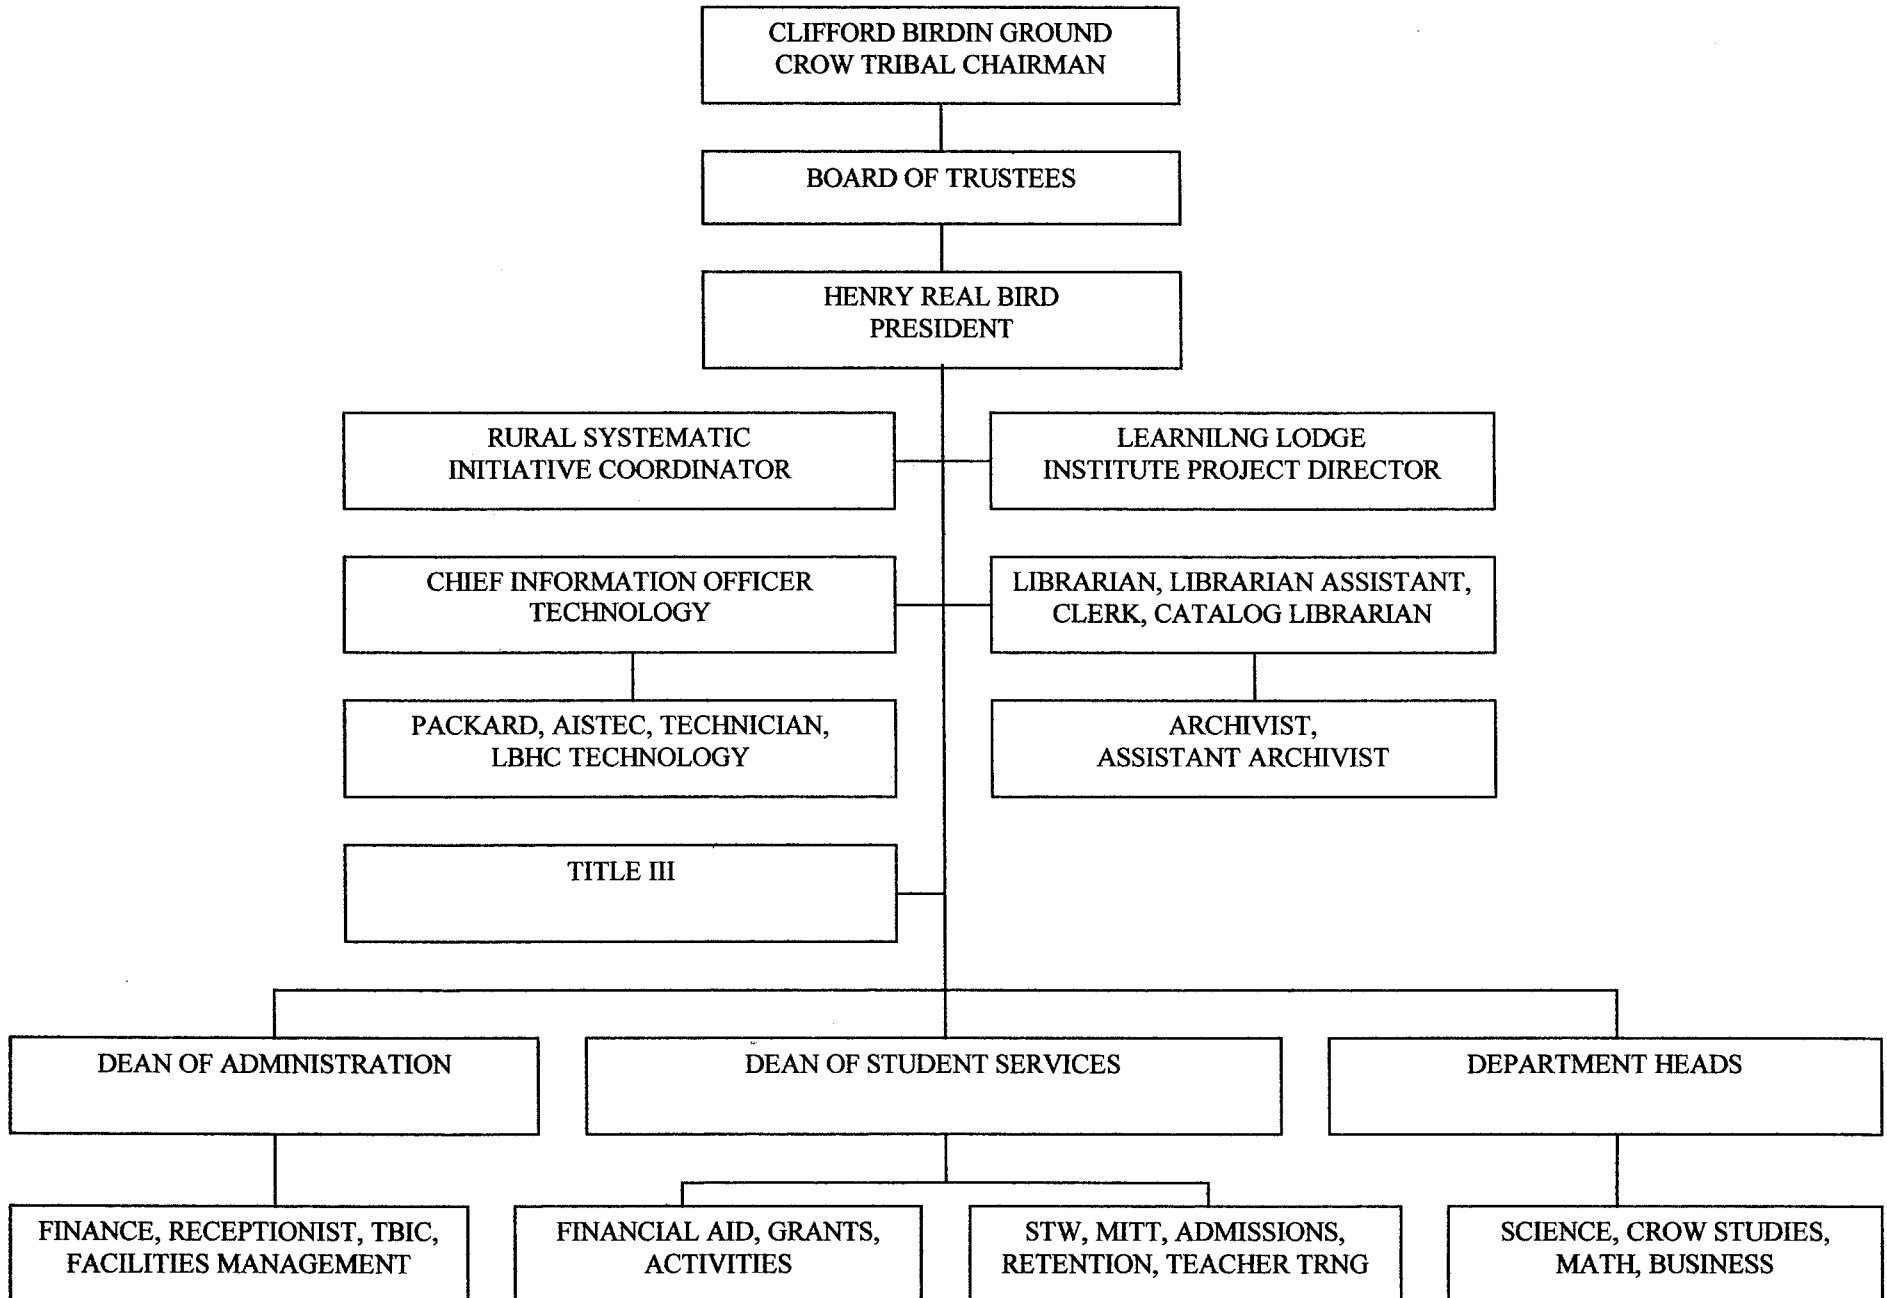 CLIFFORD BIRDIN GROUND
CROW TRIBAL CHAIRMAN
BOARD OF TRUSTEES
HENRY REAL BIRD
PRESIDENT
RURAL SYSTEMATIC
INITIATIVE COORDINATOR
LEARNILNG LODGE
INSTITUTE PROJECT DIRECTOR
CHIEF INFORMATION OFFICER
TECHNOLOGY
LIBRARIAN, LIBRARIAN ASSISTANT,
CLERK, CATALOG LIBRARIAN
PACKARD, AISTEC, TECHNICIAN,
LBHC TECHNOLOGY
ARCHIVIST,
ASSISTANT ARCHIVIST
TITLE III
DEAN OF ADMINISTRATION
DEAN OF STUDENT SERVICES
DEPARTMENT HEADS
FINANCE, RECEPTIONIST, TBIC,
FACILITIES MANAGEMENT
FINANCIAL AID, GRANTS,
ACTIVITIES
STW, MITT, ADMISSIONS,
RETENTION, TEACHER TRNG
SCIENCE, CROW STUDIES,
MATH, BUSINESS